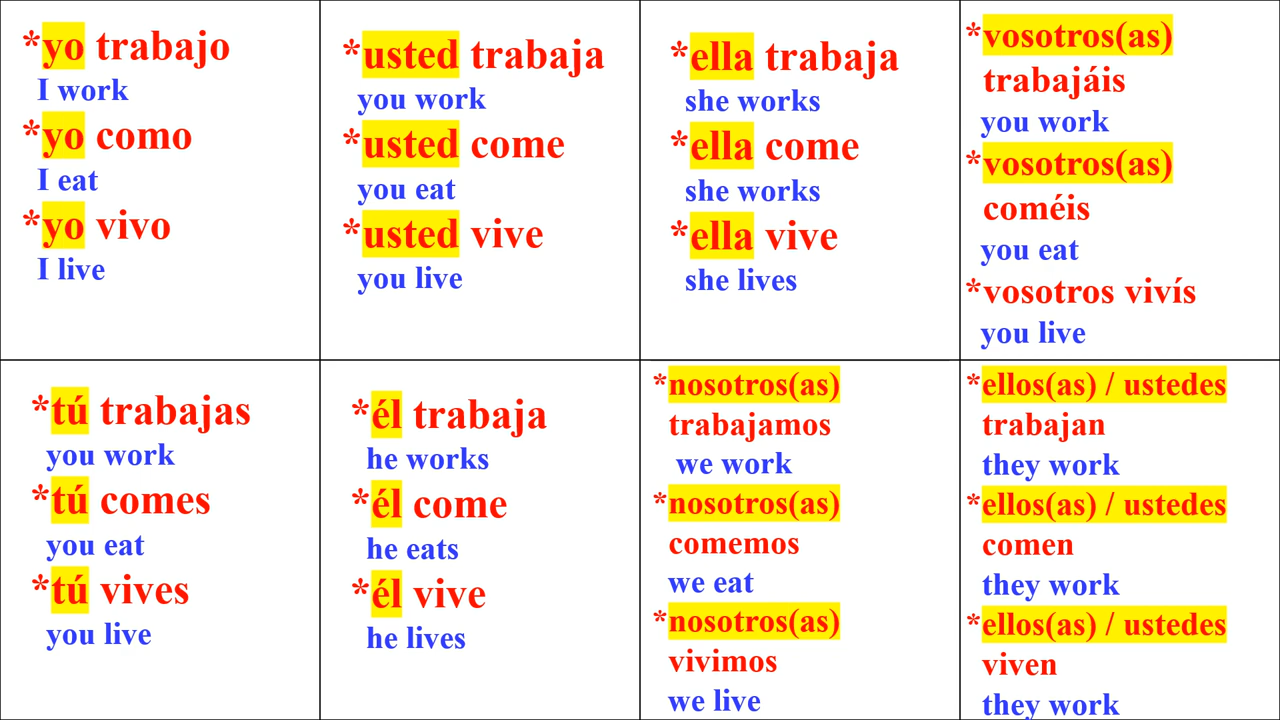 *yo trabajo
I work
*yo como
I eat
*yo vivo
I live
*usted trabaja
you work
*usted come
you eat
*usted vive
you live
*ella trabaja
she works
*ella come
she works
*ella vive
she lives
*vosotros(as)
trabajáis
you work
*vosotros(as)
coméis
you eat
*vosotros vivís
you live
*tú trabajas
you work
*tú comes
you eat
*tú vives
you live
*él trabaja
he works
*él come
he eats
*él vive
he lives
*nosotros(as)
trabajamos
we work
*nosotros(as)
comemos
we eat
*nosotros(as)
vivimos
we live
*ellos(as) / ustedes
trabajan
they work
*ellos(as) / ustedes
comen
they work
*ellos(as) / ustedes
viven
they work